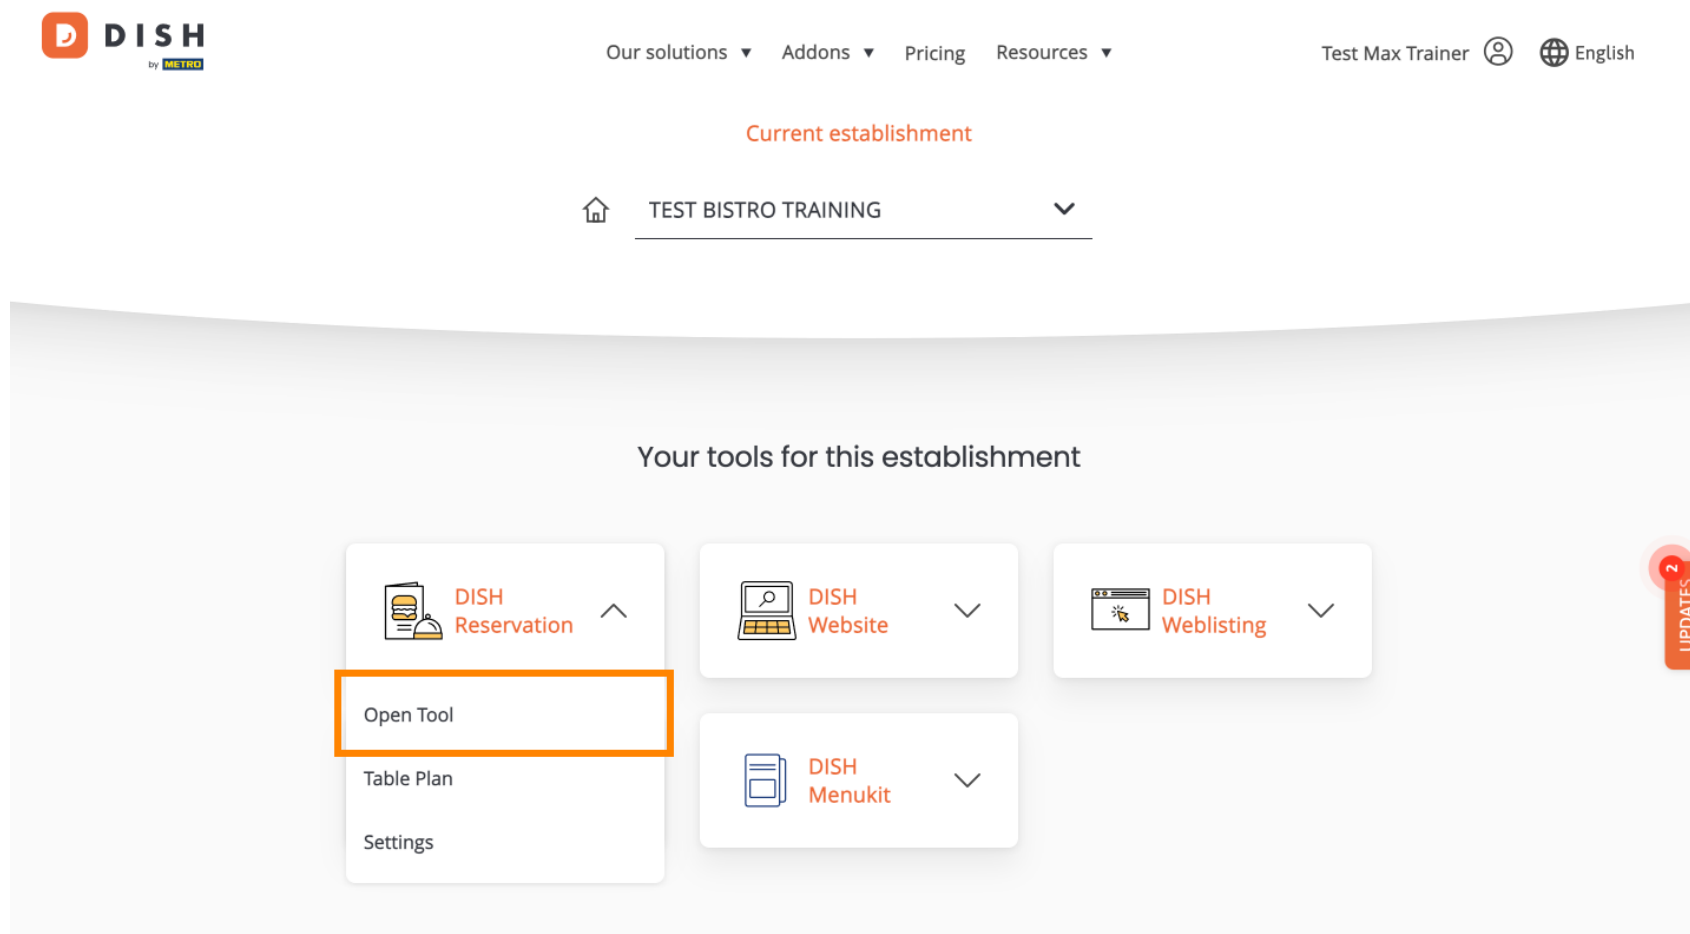 DISH
by METRO
Our solutions ▼ Addons ▼ Pricing Resources ▼
Test Max Trainer English
Current establishment
TEST BISTRO TRAINING
Your tools for this establishment
DISH
Reservation
DISH
Website
DISH
Weblisting
Open Tool
Table Plan
Settings
DISH
Menukit
2
UPDATES